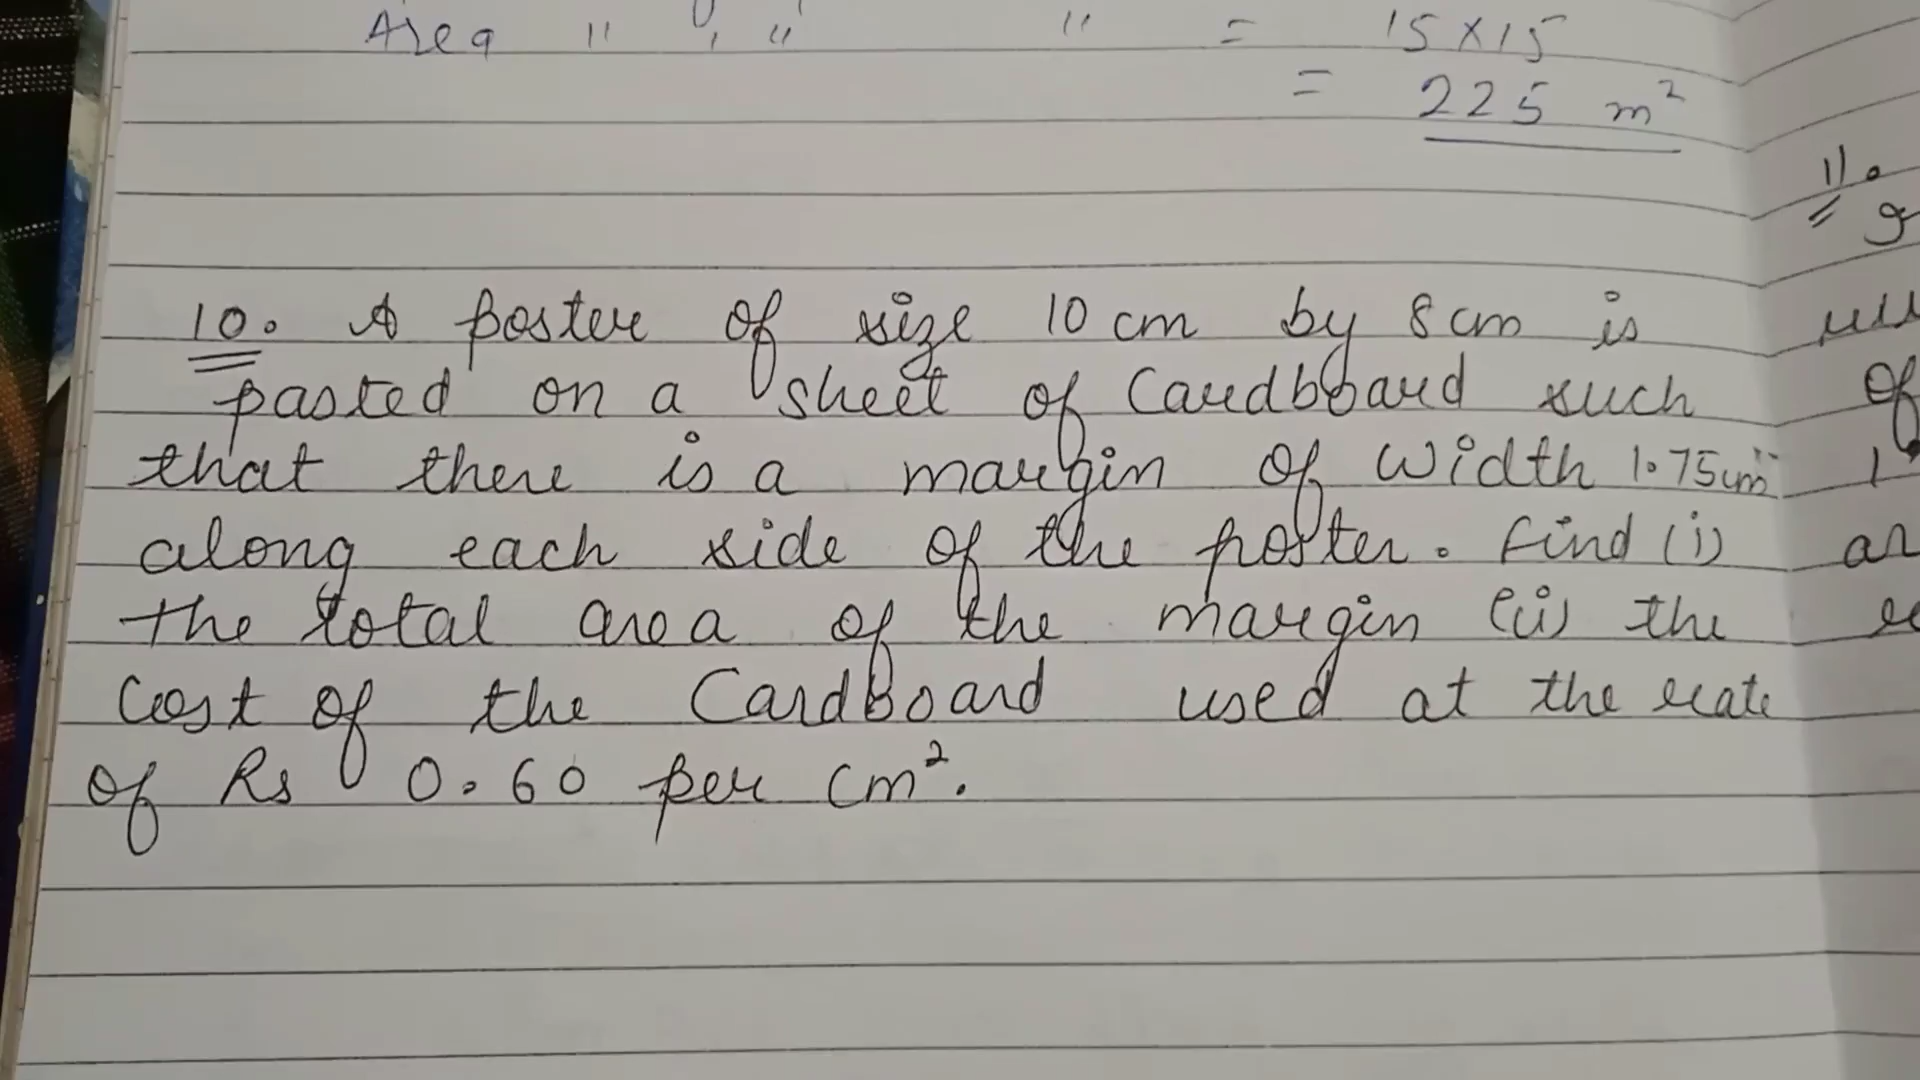 Area " " " = 15 x 15
= 225 m²
11.
10. A poster of size 10 cm by 8 cm is
pasted on a sheet of Cardboard such
that there is a margin of width 1.75cm
along each side of the poster. Find (i)
the total area of the margin (ii) the
Cost of the CardBoard used at the rate
of Rs 0.60 per cm².